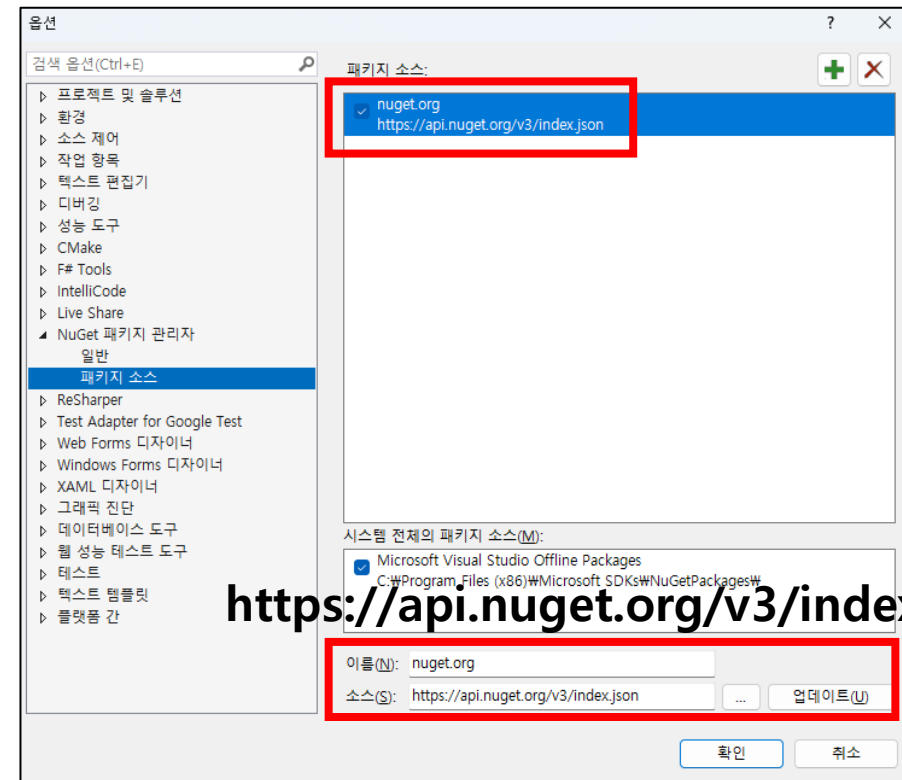 옵션
검색 옵션(Ctrl+E)
프로젝트 및 솔루션
환경
소스 제어
작업 항목
텍스트 편집기
디버깅
성능 도구
CMake
F# Tools
IntelliCode
Live Share
NuGet 패키지 관리자
일반
패키지 소스
ReSharper
Test Adapter for Google Test
Web Forms 디자이너
Windows Forms 디자이너
XAML 디자이너
그래픽 진단
데이터베이스 도구
웹 성능 테스트 도구
테스트
텍스트 템플릿
플랫폼 간
패키지 소스:
nuget.org
https://api.nuget.org/v3/index.json
시스템 전체의 패키지 소스(M):
Microsoft Visual Studio Offline Packages
C:₩Program Files (x86)₩Microsoft SDKs₩NuGetPackages₩
https://api.nuget.org/v3/index
이름(N): nuget.org
소스(S): https://api.nuget.org/v3/index.json ... 업데이트(U)
확인 취소